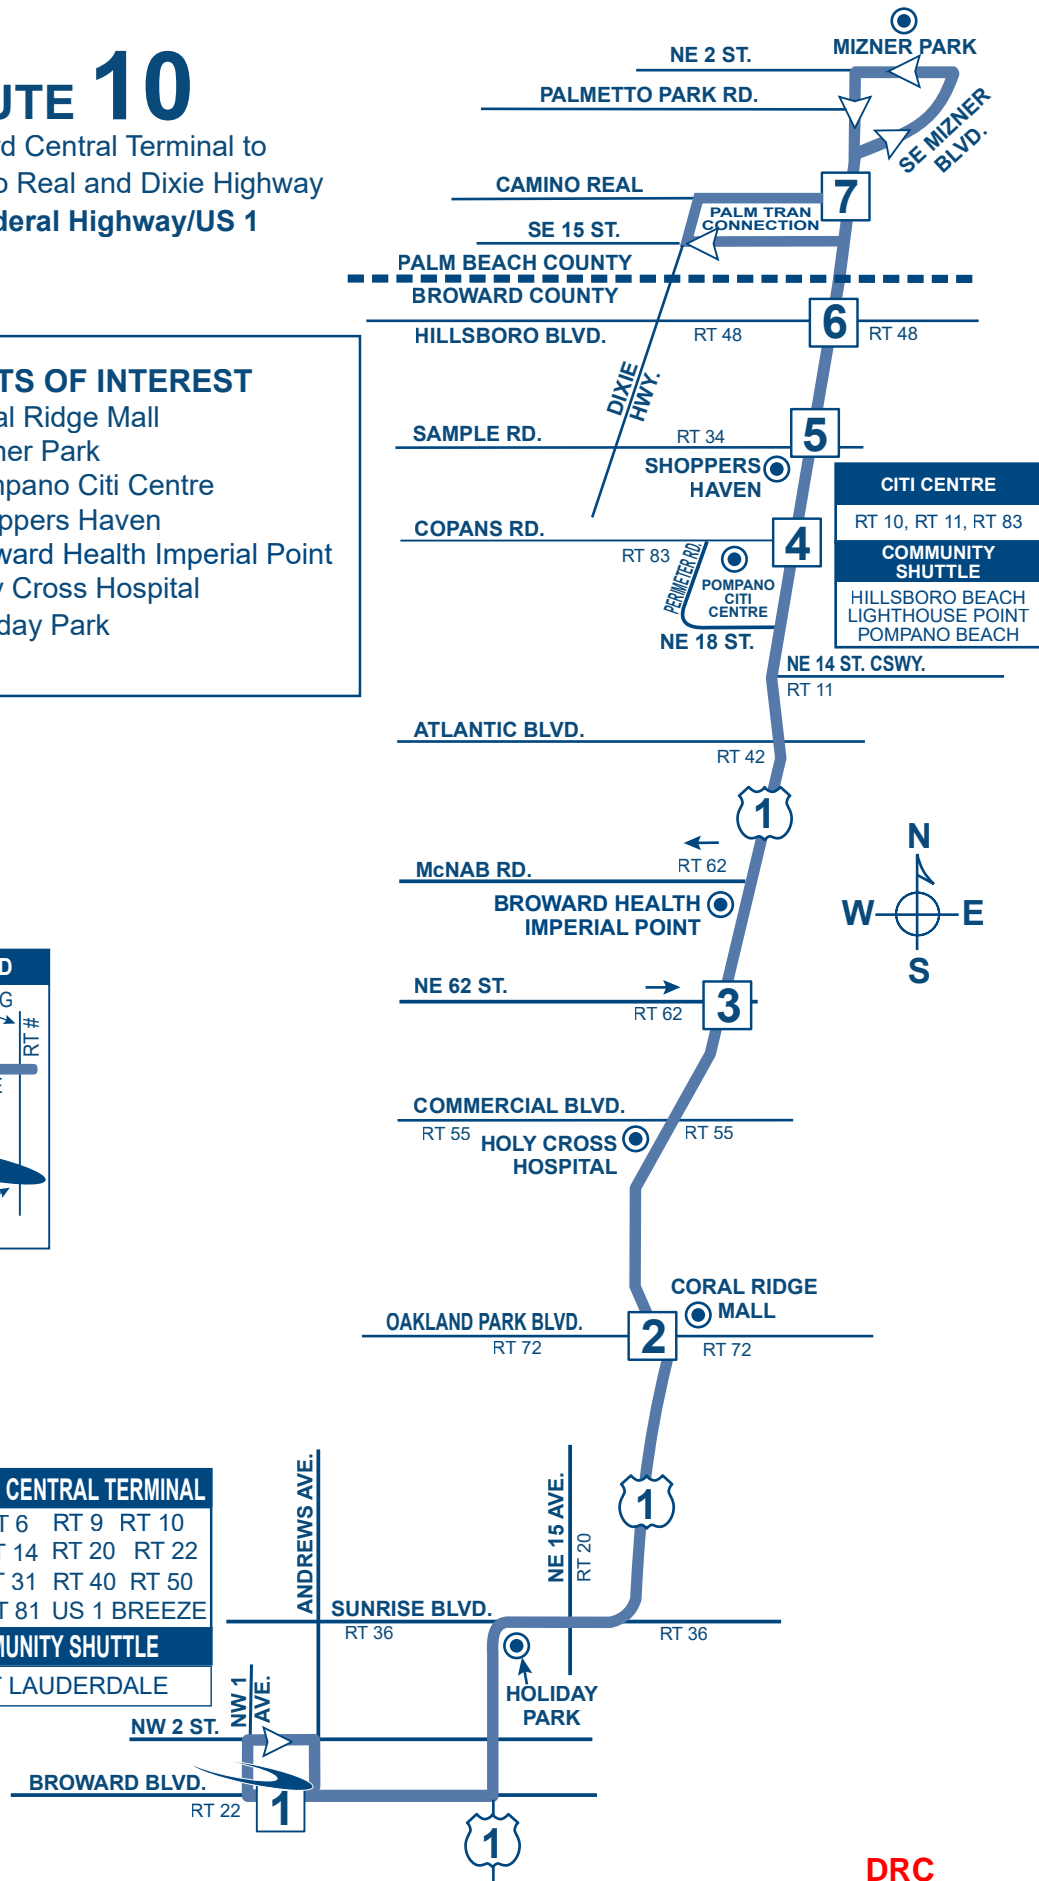 UTE 10
rd Central Terminal to
o Real and Dixie Highway
deral Highway/US 1
TS OF INTEREST
al Ridge Mall
ner Park
npano Citi Centre
ppers Haven
ward Health Imperial Point
y Cross Hospital
day Park
MIZNER PARK
NE 2 ST.
PALMETTO PARK RD.
SE MIZNER
BLVD.
CAMINO REAL
7
PALM TRAN
CONNECTION
SE 15 ST.
PALM BEACH COUNTY
BROWARD COUNTY
6
HILLSBORO BLVD.
RT 48
RT 48
DIXIE
HWY.
SAMPLE RD.
RT 34
5
SHOPPERS
HAVEN
CITI CENTRE
RT 10, RT 11, RT 83
COMMUNITY
SHUTTLE
HILLSBORO BEACH
LIGHTHOUSE POINT
POMPANO BEACH
COPANS RD.
RT 83
4
PERIMETER RD.
POMPANO
CITI
CENTRE
NE 18 ST.
NE 14 ST. CSWY.
RT 11
ATLANTIC BLVD.
RT 42
1
McNAB RD.
RT 62
BROWARD HEALTH
IMPERIAL POINT
N
W E
S
NE 62 ST.
RT 62
3
D
G
RT #
E
COMMERCIAL BLVD.
RT 55
RT 55
HOLY CROSS
HOSPITAL
CORAL RIDGE
MALL
OAKLAND PARK BLVD.
RT 72
2
RT 72
1
CENTRAL TERMINAL
T 6 RT 9 RT 10
T 14 RT 20 RT 22
T 31 RT 40 RT 50
T 81 US 1 BREEZE
MUNITY SHUTTLE
T LAUDERDALE
ANDREWS AVE.
NE 15 AVE.
RT 20
SUNRISE BLVD.
RT 36
RT 36
HOLIDAY
PARK
NW 1
AVE.
NW 2 ST.
BROWARD BLVD.
RT 22
1
1
DRC